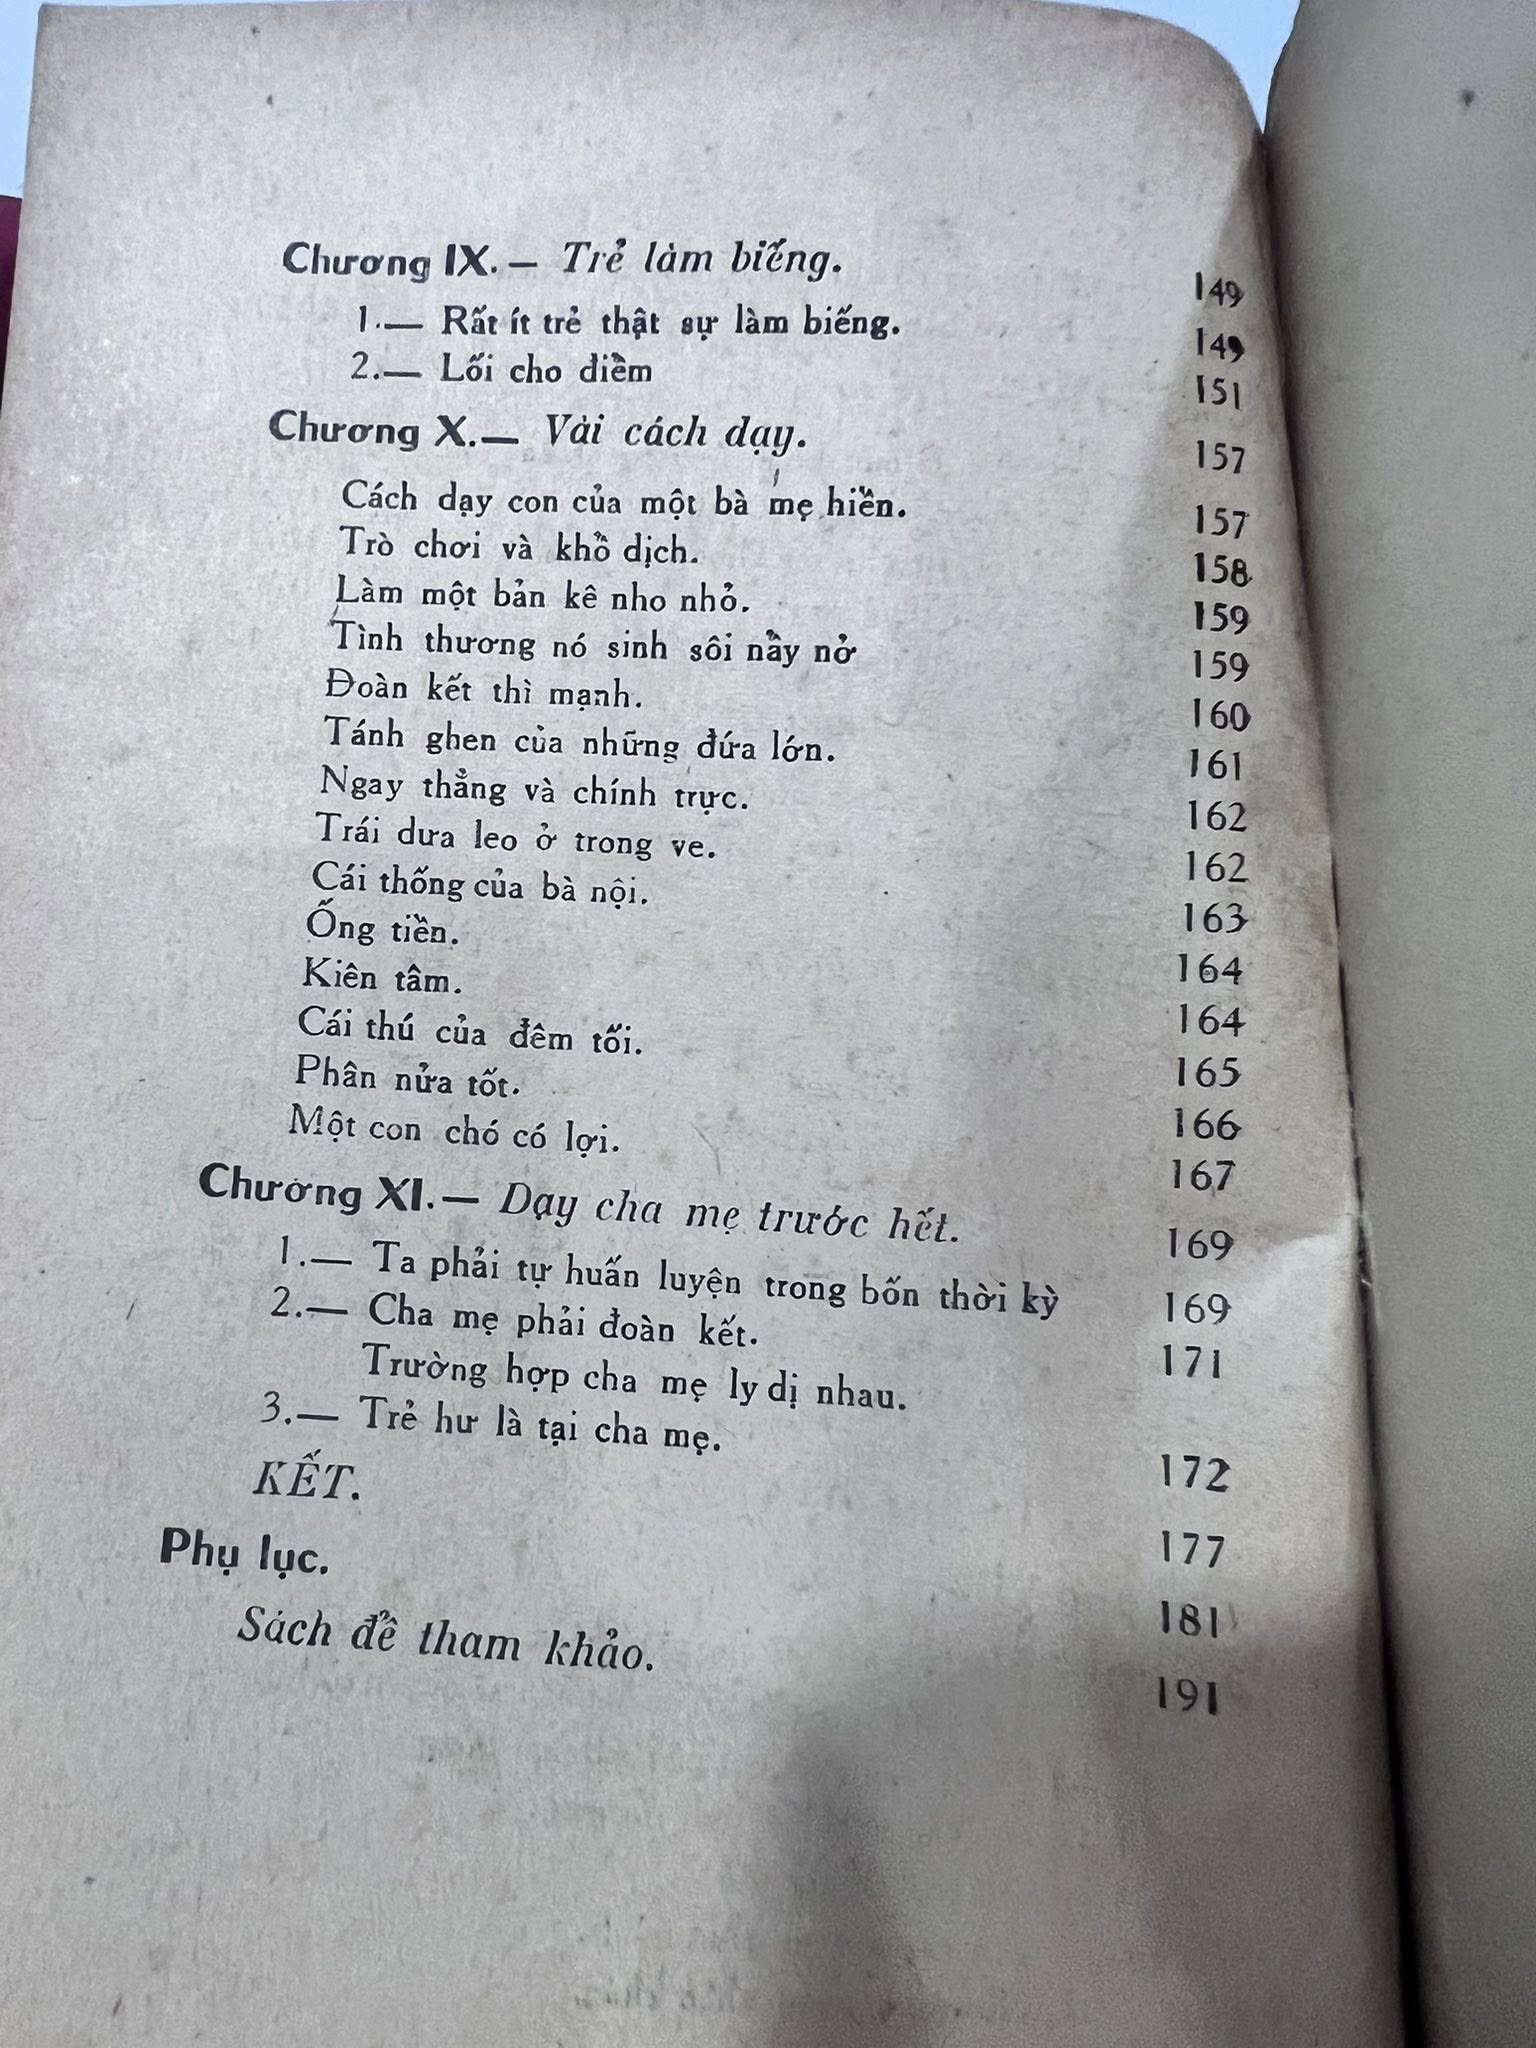 Chương IX. — Trẻ làm biếng. 149
1.— Rất ít trẻ thật sự làm biếng. 149
2.— Lối cho điểm 151
Chương X.— Vài cách dạy. 157
Cách dạy con của một bà mẹ hiền. 157
Trò chơi và khổ dịch. 158
Làm một bản kê nho nhỏ. 159
Tình thương nó sinh sôi nẩy nở 159
Đoàn kết thì mạnh. 160
Tánh ghen của những đứa lớn. 161
Ngay thẳng và chính trực. 162
Trái dưa leo ở trong ve. 162
Cái thống của bà nội. 163
Ống tiền. 164
Kiên tâm. 164
Cái thú của đêm tối. 165
Phân nửa tốt. 166
Một con chó có lợi. 167
Chương XI.— Dạy cha mẹ trước hết. 169
1.— Ta phải tự huấn luyện trong bốn thời kỳ 169
2.— Cha mẹ phải đoàn kết. 171
Trường hợp cha mẹ ly dị nhau.
3.— Trẻ hư là tại cha mẹ. 172
KẾT. 177
Phụ lục. 181
Sách để tham khảo. 191